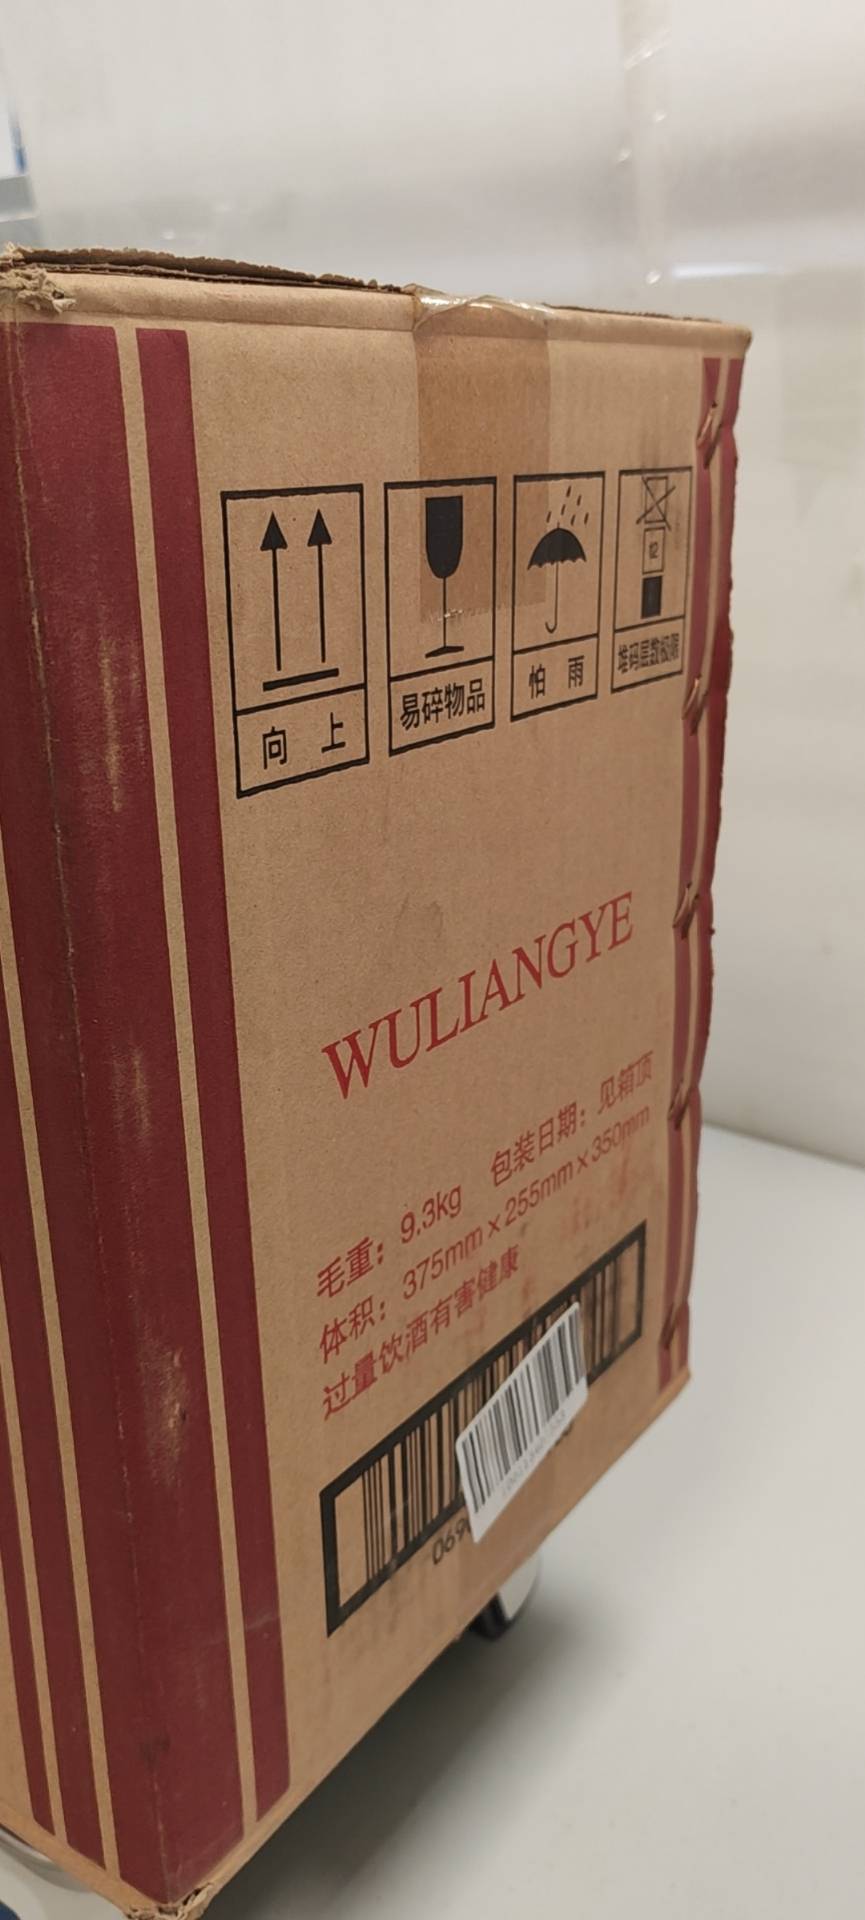 向 上
易碎物品
怕 雨
堆码层数极限
WULIANGYE
毛重：9.3kg 包装日期：见箱顶
体积：375mm×255mm×350mm
过量饮酒有害健康